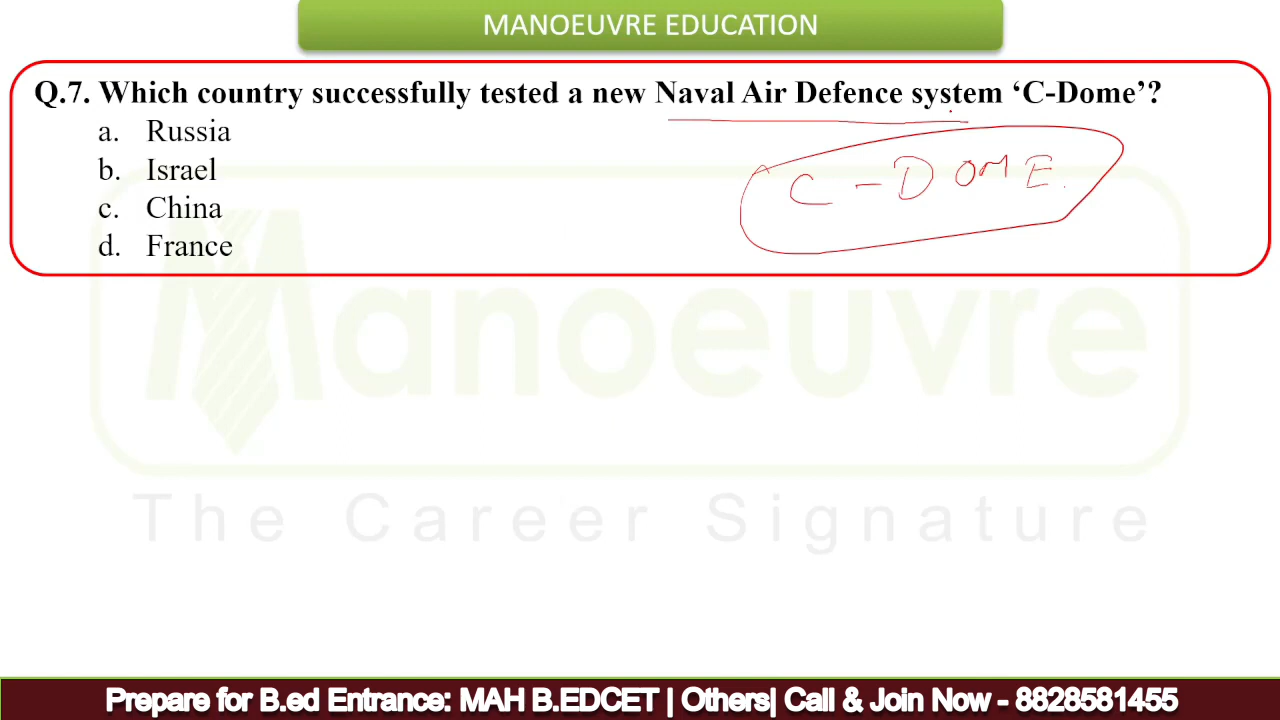 MANOEUVRE EDUCATION
Q.7. Which country successfully tested a new Naval Air Defence system ‘C-Dome’?
a. Russia
b. Israel
c. China
d. France
C - DOME
Manoeuvre
The Career Signature
Prepare for B.ed Entrance: MAH B.EDCET | Others| Call & Join Now - 8828581455